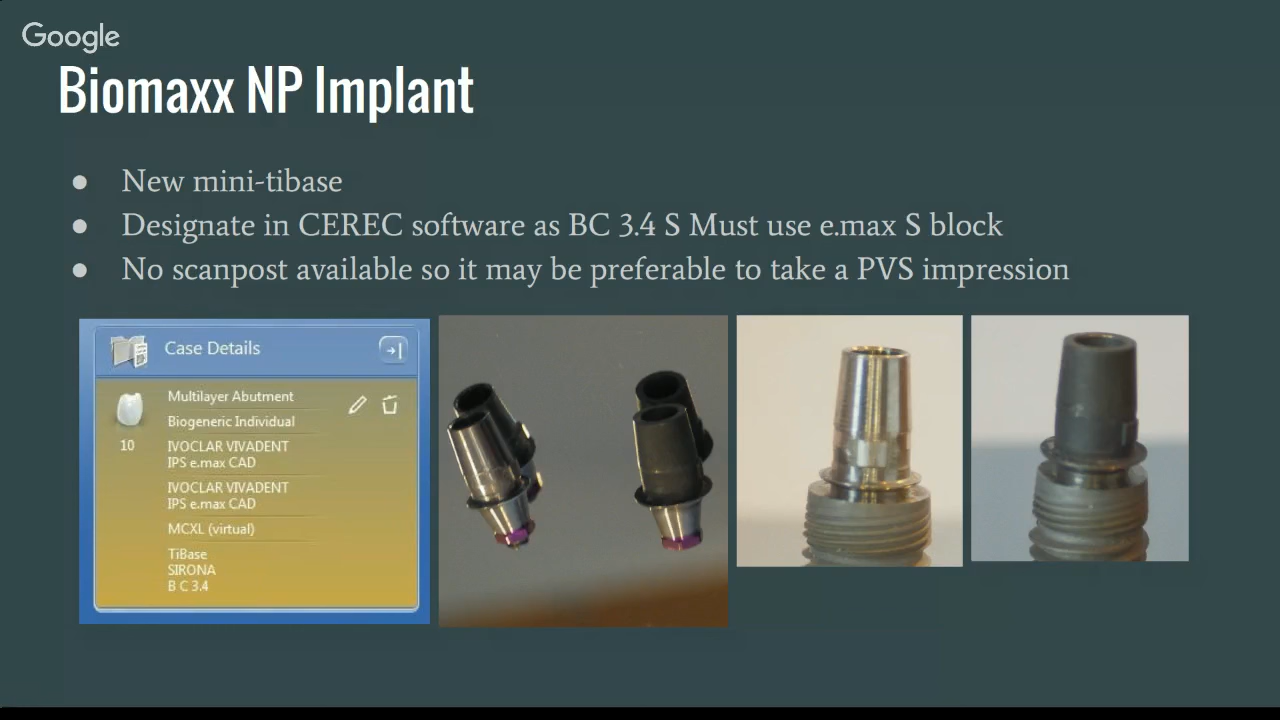 Google
Biomaxx NP Implant
● New mini-tibase
● Designate in CEREC software as BC 3.4 S Must use e.max S block
● No scanpost available so it may be preferable to take a PVS impression
Case Details
Multilayer Abutment
Biogeneric Individual
10
IVOCLAR VIVADENT
IPS e.max CAD
IVOCLAR VIVADENT
IPS e.max CAD
MCXL (virtual)
TiBase
SIRONA
B C 3.4